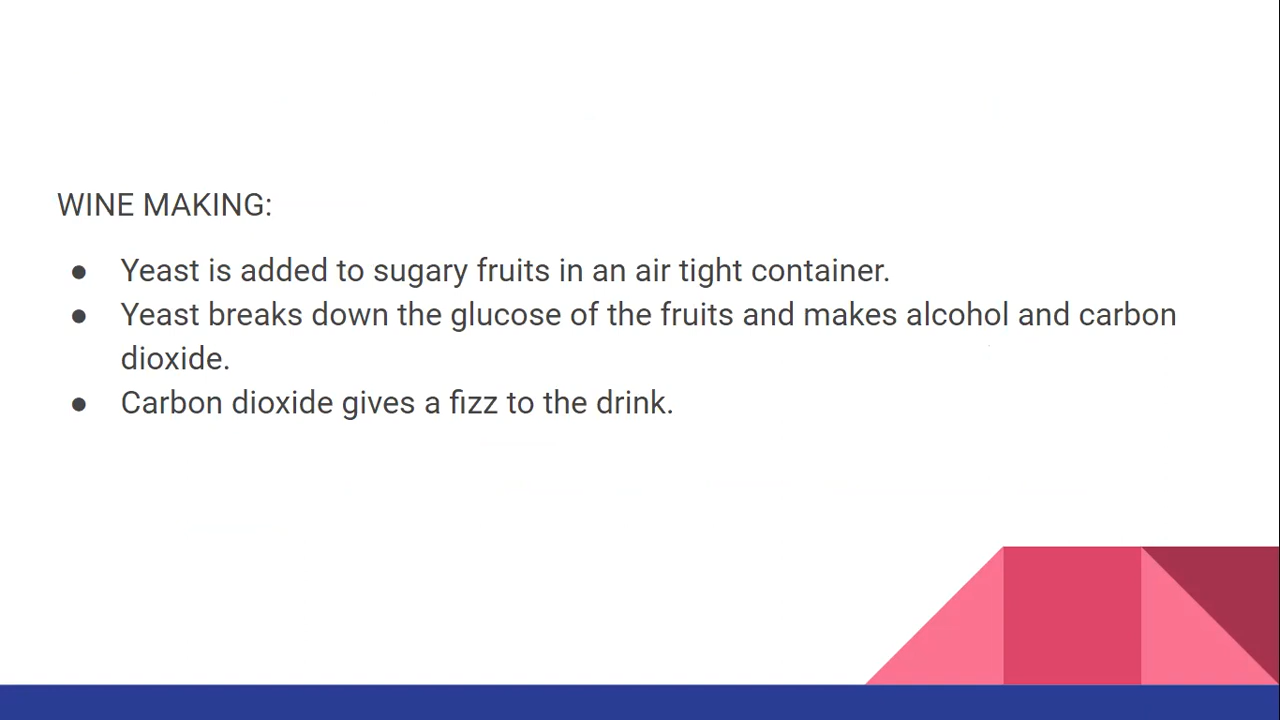 WINE MAKING:
● Yeast is added to sugary fruits in an air tight container.
● Yeast breaks down the glucose of the fruits and makes alcohol and carbon
dioxide.
● Carbon dioxide gives a fizz to the drink.